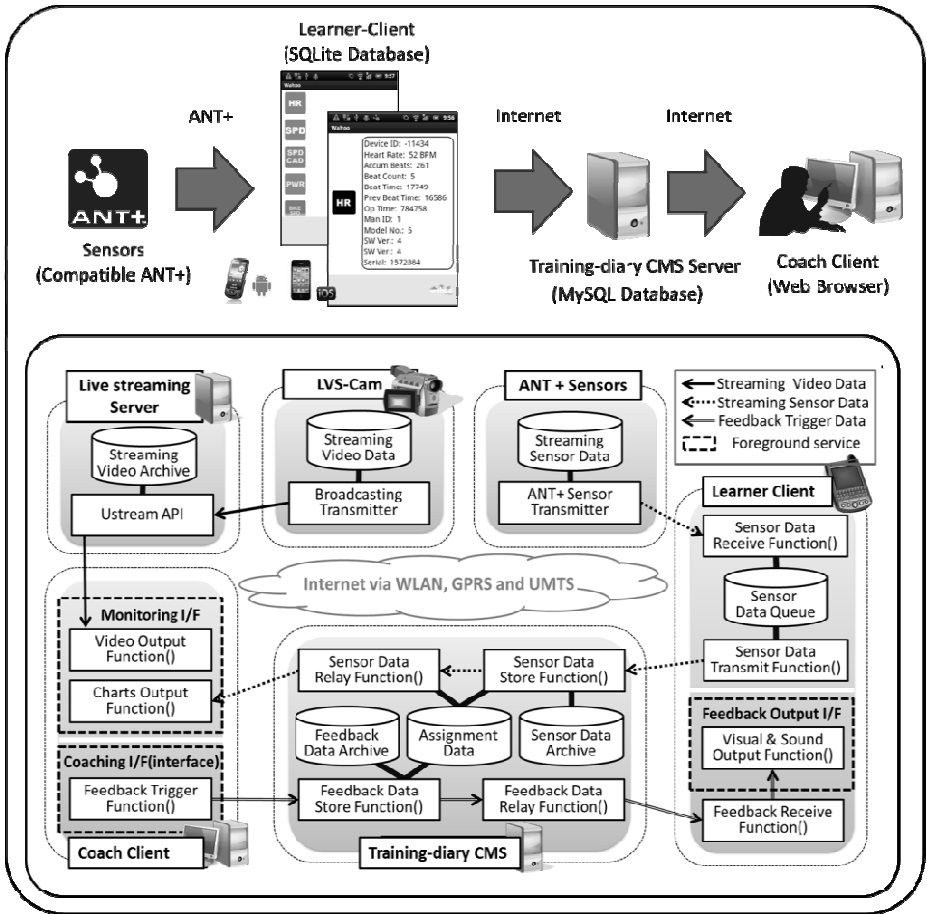 Learner-Client
(SQLite Database)
ANT+
Internet
Internet
9:57
Wahoo
HR
SPD
SPD
CAD
PWR
9:56
Wahoo
HR
Device ID: -11434
Heart Rate: 52 BPM
Accum Beats: 261
Beat Count: 5
Beat Time: 17749
Prev Beat Time: 16586
Op Time: 784758
Man ID: 1
Model No.: 5
SW Ver.: 4
SW Ver.: 4
Serial: 1572864
ANT+
Sensors
(Compatible ANT+)
iOS
Training-diary CMS Server
(MySQL Database)
Coach Client
(Web Browser)
Live streaming
Server
Streaming
Video Archive
Ustream API
LVS-Cam
Streaming
Video Data
Broadcasting
Transmitter
ANT + Sensors
Streaming
Sensor Data
ANT+ Sensor
Transmitter
Streaming Video Data
Streaming Sensor Data
Feedback Trigger Data
Foreground service
Learner Client
Sensor Data
Receive Function()
Sensor
Data Queue
Sensor Data
Transmit Function()
Feedback Output I/F
Visual & Sound
Output Function()
Feedback Receive
Function()
Internet via WLAN, GPRS and UMTS
Monitoring I/F
Video Output
Function()
Charts Output
Function()
Coaching I/F(interface)
Feedback Trigger
Function()
Coach Client
Sensor Data
Relay Function()
Sensor Data
Store Function()
Feedback
Data Archive
Assignment
Data
Sensor Data
Archive
Feedback Data
Store Function()
Feedback Data
Relay Function()
Training-diary CMS